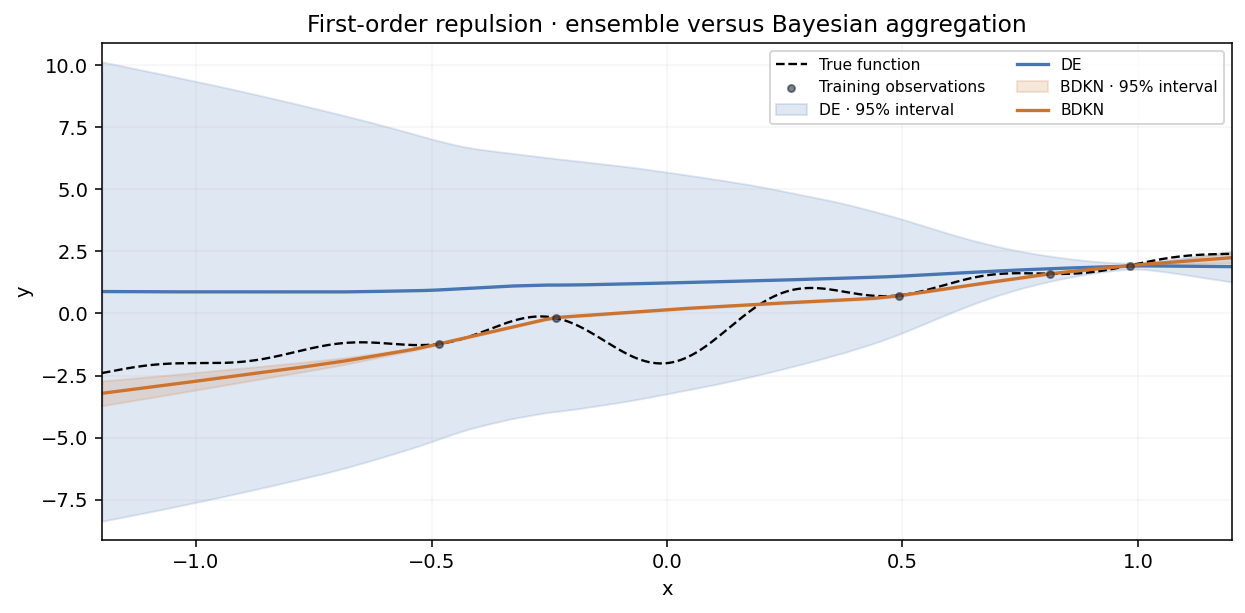 First-order repulsion · ensemble versus Bayesian aggregation
True function
Training observations
DE · 95% interval
DE
BDKN · 95% interval
BDKN
y
10.0
7.5
5.0
2.5
0.0
−2.5
−5.0
−7.5
−1.0
−0.5
0.0
0.5
1.0
x